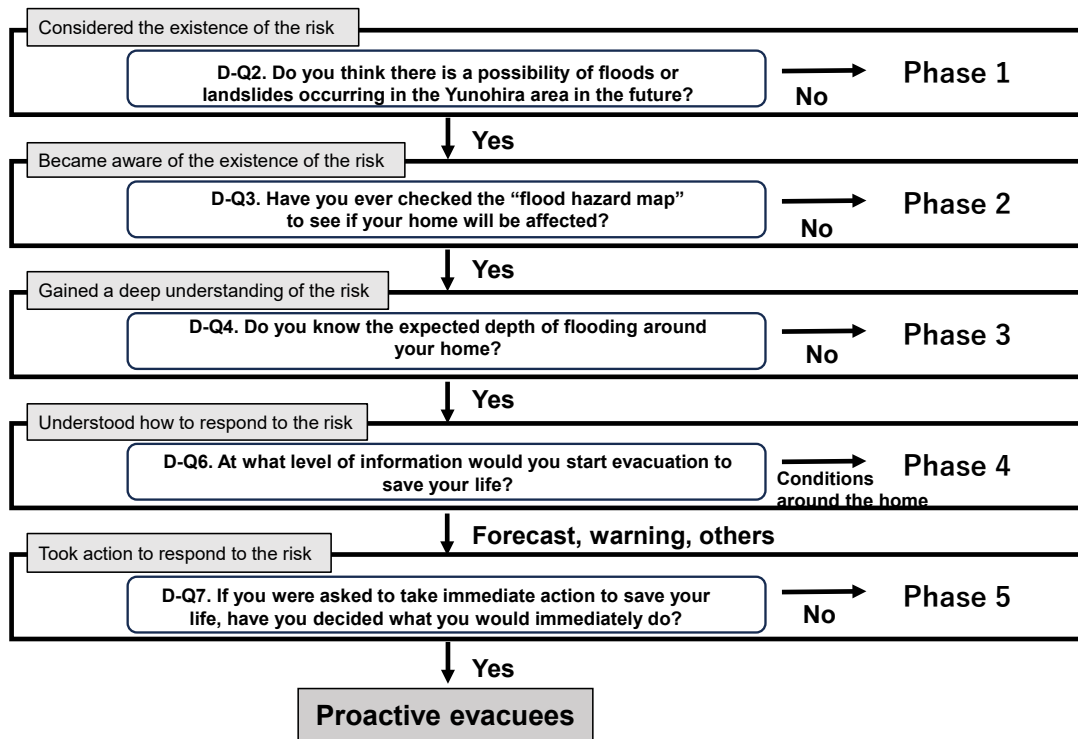 Considered the existence of the risk
D-Q2. Do you think there is a possibility of floods or
landslides occurring in the Yunohira area in the future?
No
Phase 1
Yes
Became aware of the existence of the risk
D-Q3. Have you ever checked the “flood hazard map”
to see if your home will be affected?
No
Phase 2
Yes
Gained a deep understanding of the risk
D-Q4. Do you know the expected depth of flooding around
your home?
No
Phase 3
Yes
Understood how to respond to the risk
D-Q6. At what level of information would you start evacuation to
save your life?
Conditions
around the home
Phase 4
Forecast, warning, others
Took action to respond to the risk
D-Q7. If you were asked to take immediate action to save your
life, have you decided what you would immediately do?
No
Phase 5
Yes
Proactive evacuees